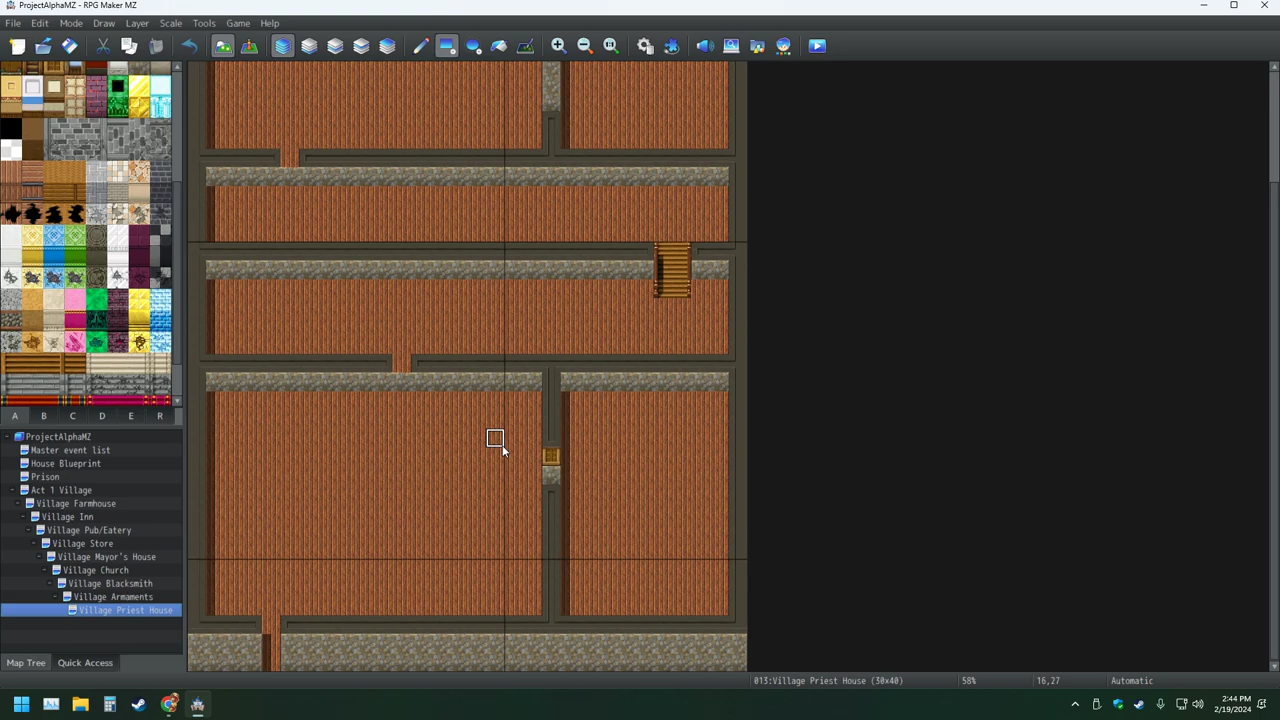 ProjectAlphaMZ - RPG Maker MZ
File Edit Mode Draw Layer Scale Tools Game Help
A B C D E R
ProjectAlphaMZ
Master event list
House Blueprint
Prison
Act 1 Village
Village Farmhouse
Village Inn
Village Pub/Eatery
Village Store
Village Mayor's House
Village Church
Village Blacksmith
Village Armaments
Village Priest House
Map Tree Quick Access
013:Village Priest House (30x40) 58% 16,27 Automatic
2:44 PM
2/19/2024